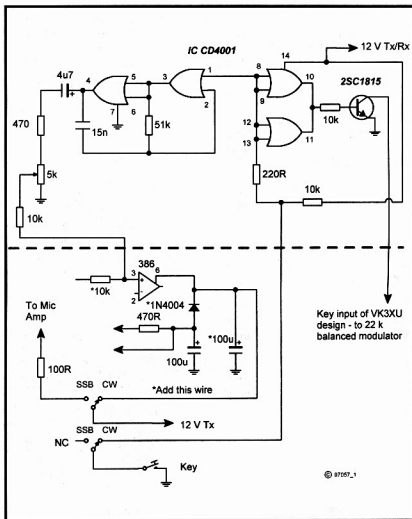 IC CD4001
12 V Tx/Rx
14
2SC1815
4u7
4
5
3
1
8
10
6
2
9
7
470
15n
51k
12
11
10k
13
5k
220R
10k
10k
386
3
6
*10k
2
*1N4004
To Mic
Amp
470R
*100u
100u
Key input of VK3XU
design - to 22 k
balanced modulator
100R
SSB CW
*Add this wire
12 V Tx
SSB CW
NC
Key
© 97057_1